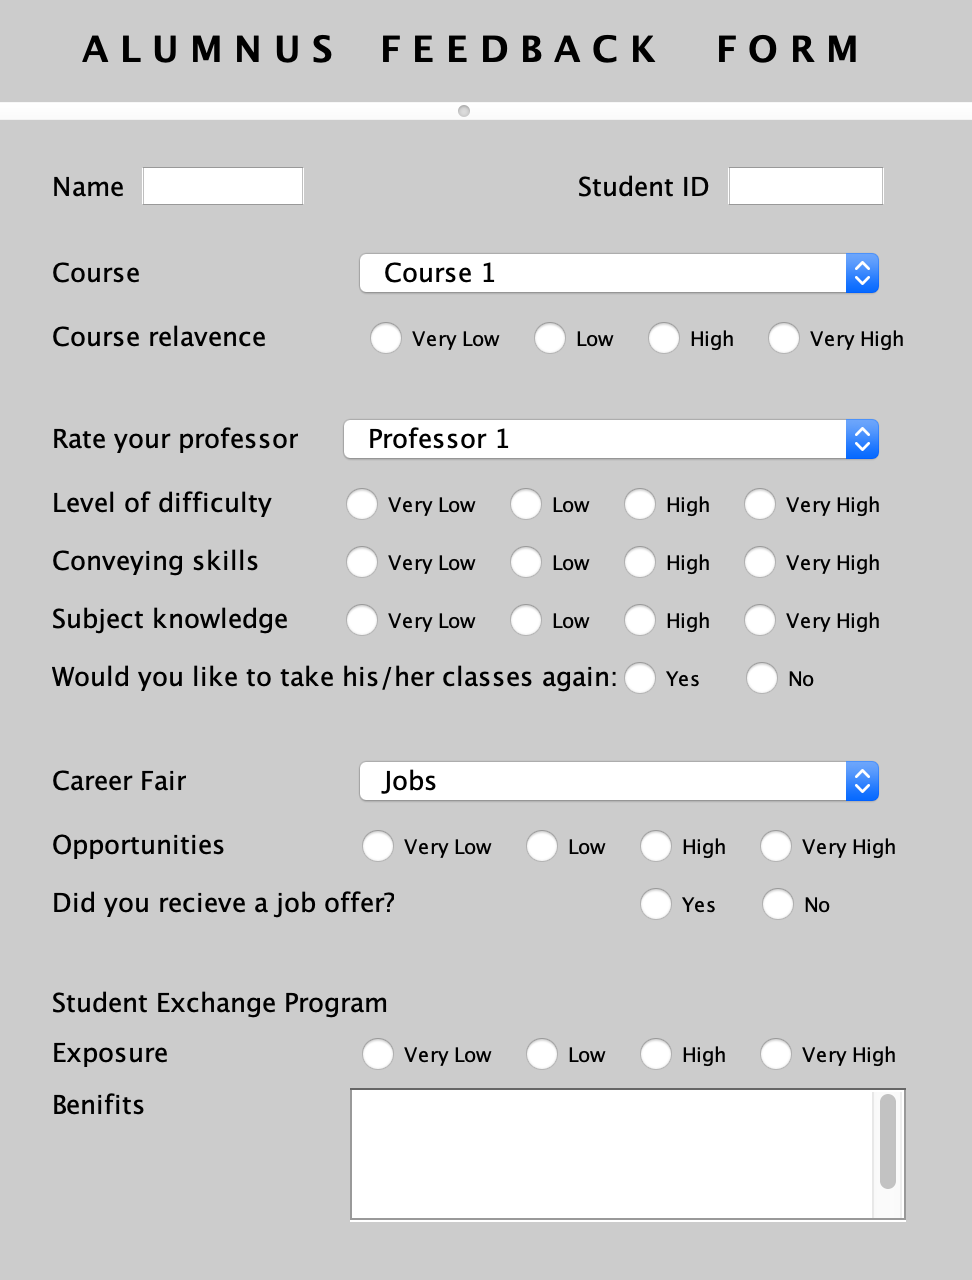 ALUMNUS FEEDBACK FORM
Name Student ID
Course Course 1
Course relavence Very Low Low High Very High
Rate your professor Professor 1
Level of difficulty Very Low Low High Very High
Conveying skills Very Low Low High Very High
Subject knowledge Very Low Low High Very High
Would you like to take his/her classes again: Yes No
Career Fair Jobs
Opportunities Very Low Low High Very High
Did you recieve a job offer? Yes No
Student Exchange Program
Exposure Very Low Low High Very High
Benifits